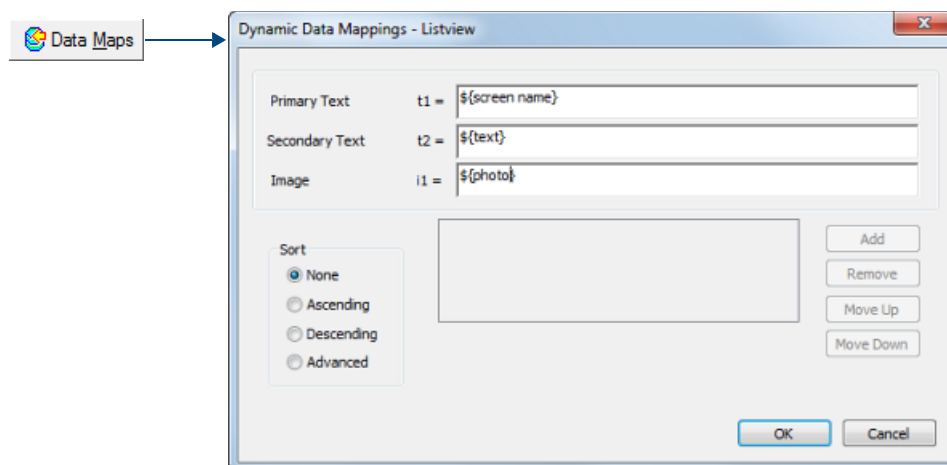 Data Maps
Dynamic Data Mappings - Listview
Primary Text t1 = ${screen name}
Secondary Text t2 = ${text}
Image i1 = ${photo}
Sort
None
Ascending
Descending
Advanced
Add
Remove
Move Up
Move Down
OK Cancel